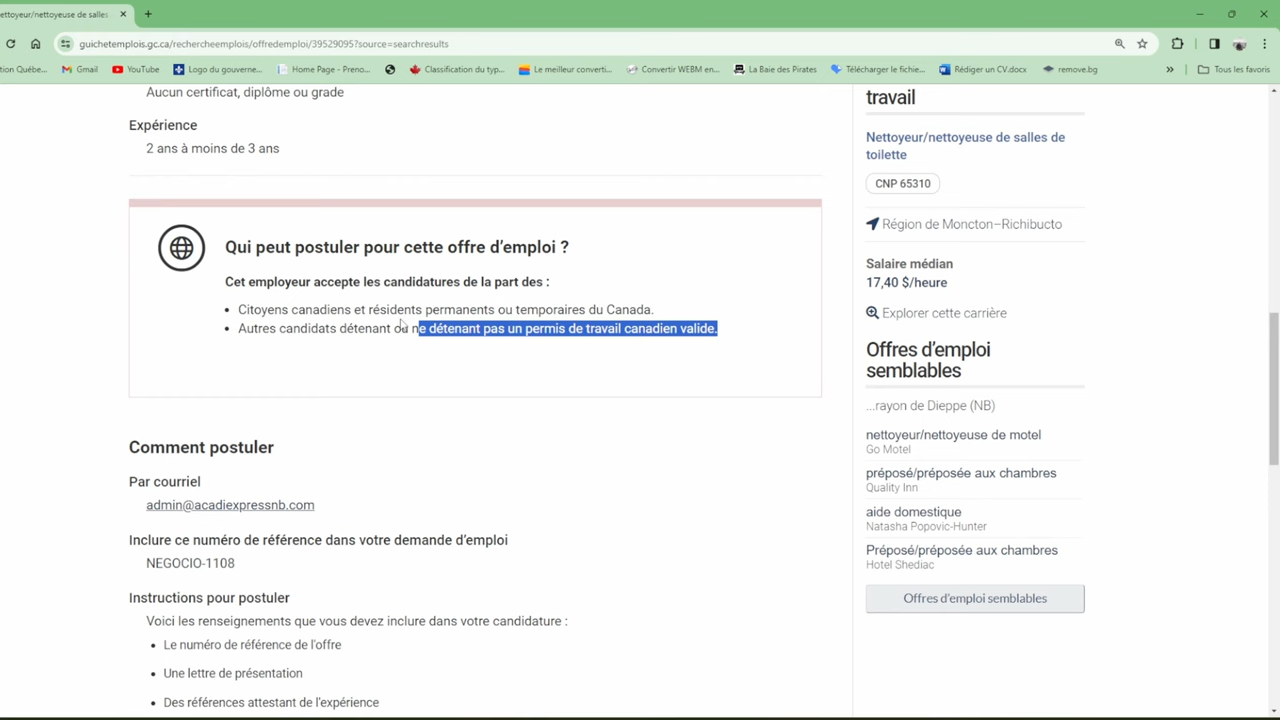 ettoyeur/nettoyeuse de salles
guichetemplois.gc.ca/rechercheemplois/offredemploi/39529095?source=searchresults
tion Québe...
Gmail
YouTube
Logo du gouverne...
Home Page - Preno...
Classification du typ...
Le meilleur converti...
Convertir WEBM en...
La Baie des Pirates
Télécharger le fichie...
Rédiger un CV.docx
remove.bg
»
Tous les favoris
Aucun certificat, diplôme ou grade
Expérience
2 ans à moins de 3 ans
Qui peut postuler pour cette offre d'emploi ?
Cet employeur accepte les candidatures de la part des :
• Citoyens canadiens et résidents permanents ou temporaires du Canada.
• Autres candidats détenant ou ne détenant pas un permis de travail canadien valide.
Comment postuler
Par courriel
admin@acadiexpressnb.com
Inclure ce numéro de référence dans votre demande d'emploi
NEGOCIO-1108
Instructions pour postuler
Voici les renseignements que vous devez inclure dans votre candidature :
• Le numéro de référence de l'offre
• Une lettre de présentation
• Des références attestant de l'expérience
travail
Nettoyeur/nettoyeuse de salles de
toilette
CNP 65310
Région de Moncton–Richibucto
Salaire médian
17,40 $/heure
Explorer cette carrière
Offres d'emploi
semblables
...rayon de Dieppe (NB)
nettoyeur/nettoyeuse de motel
Go Motel
préposé/préposée aux chambres
Quality Inn
aide domestique
Natasha Popovic-Hunter
Préposé/préposée aux chambres
Hotel Shediac
Offres d'emploi semblables